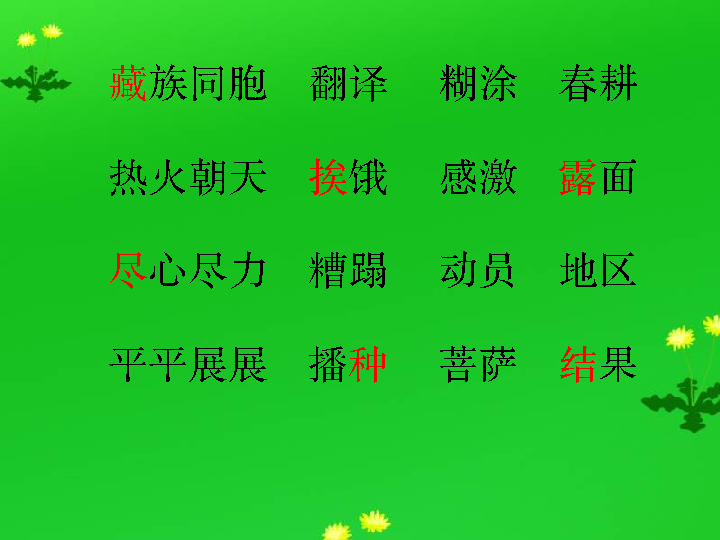 藏族同胞 翻译 糊涂 春耕
热火朝天 挨饿 感激 露面
尽心尽力 糟蹋 动员 地区
平平展展 播种 菩萨 结果